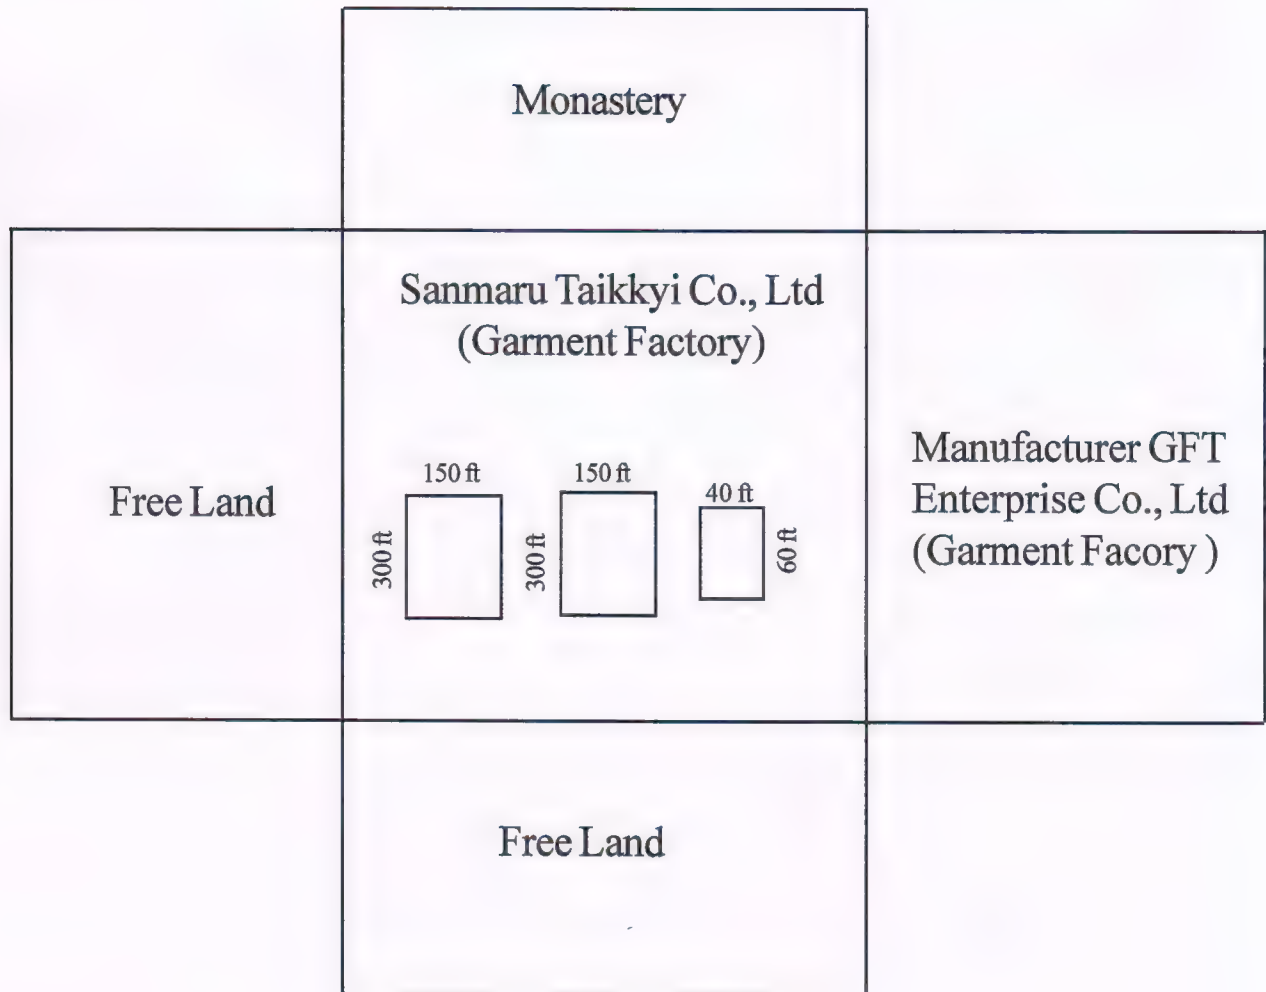 Monastery
Sanmaru Taikkyi Co., Ltd
(Garment Factory)
Free Land
150 ft
300 ft
150 ft
300 ft
40 ft
60 ft
Manufacturer GFT
Enterprise Co., Ltd
(Garment Facory )
Free Land